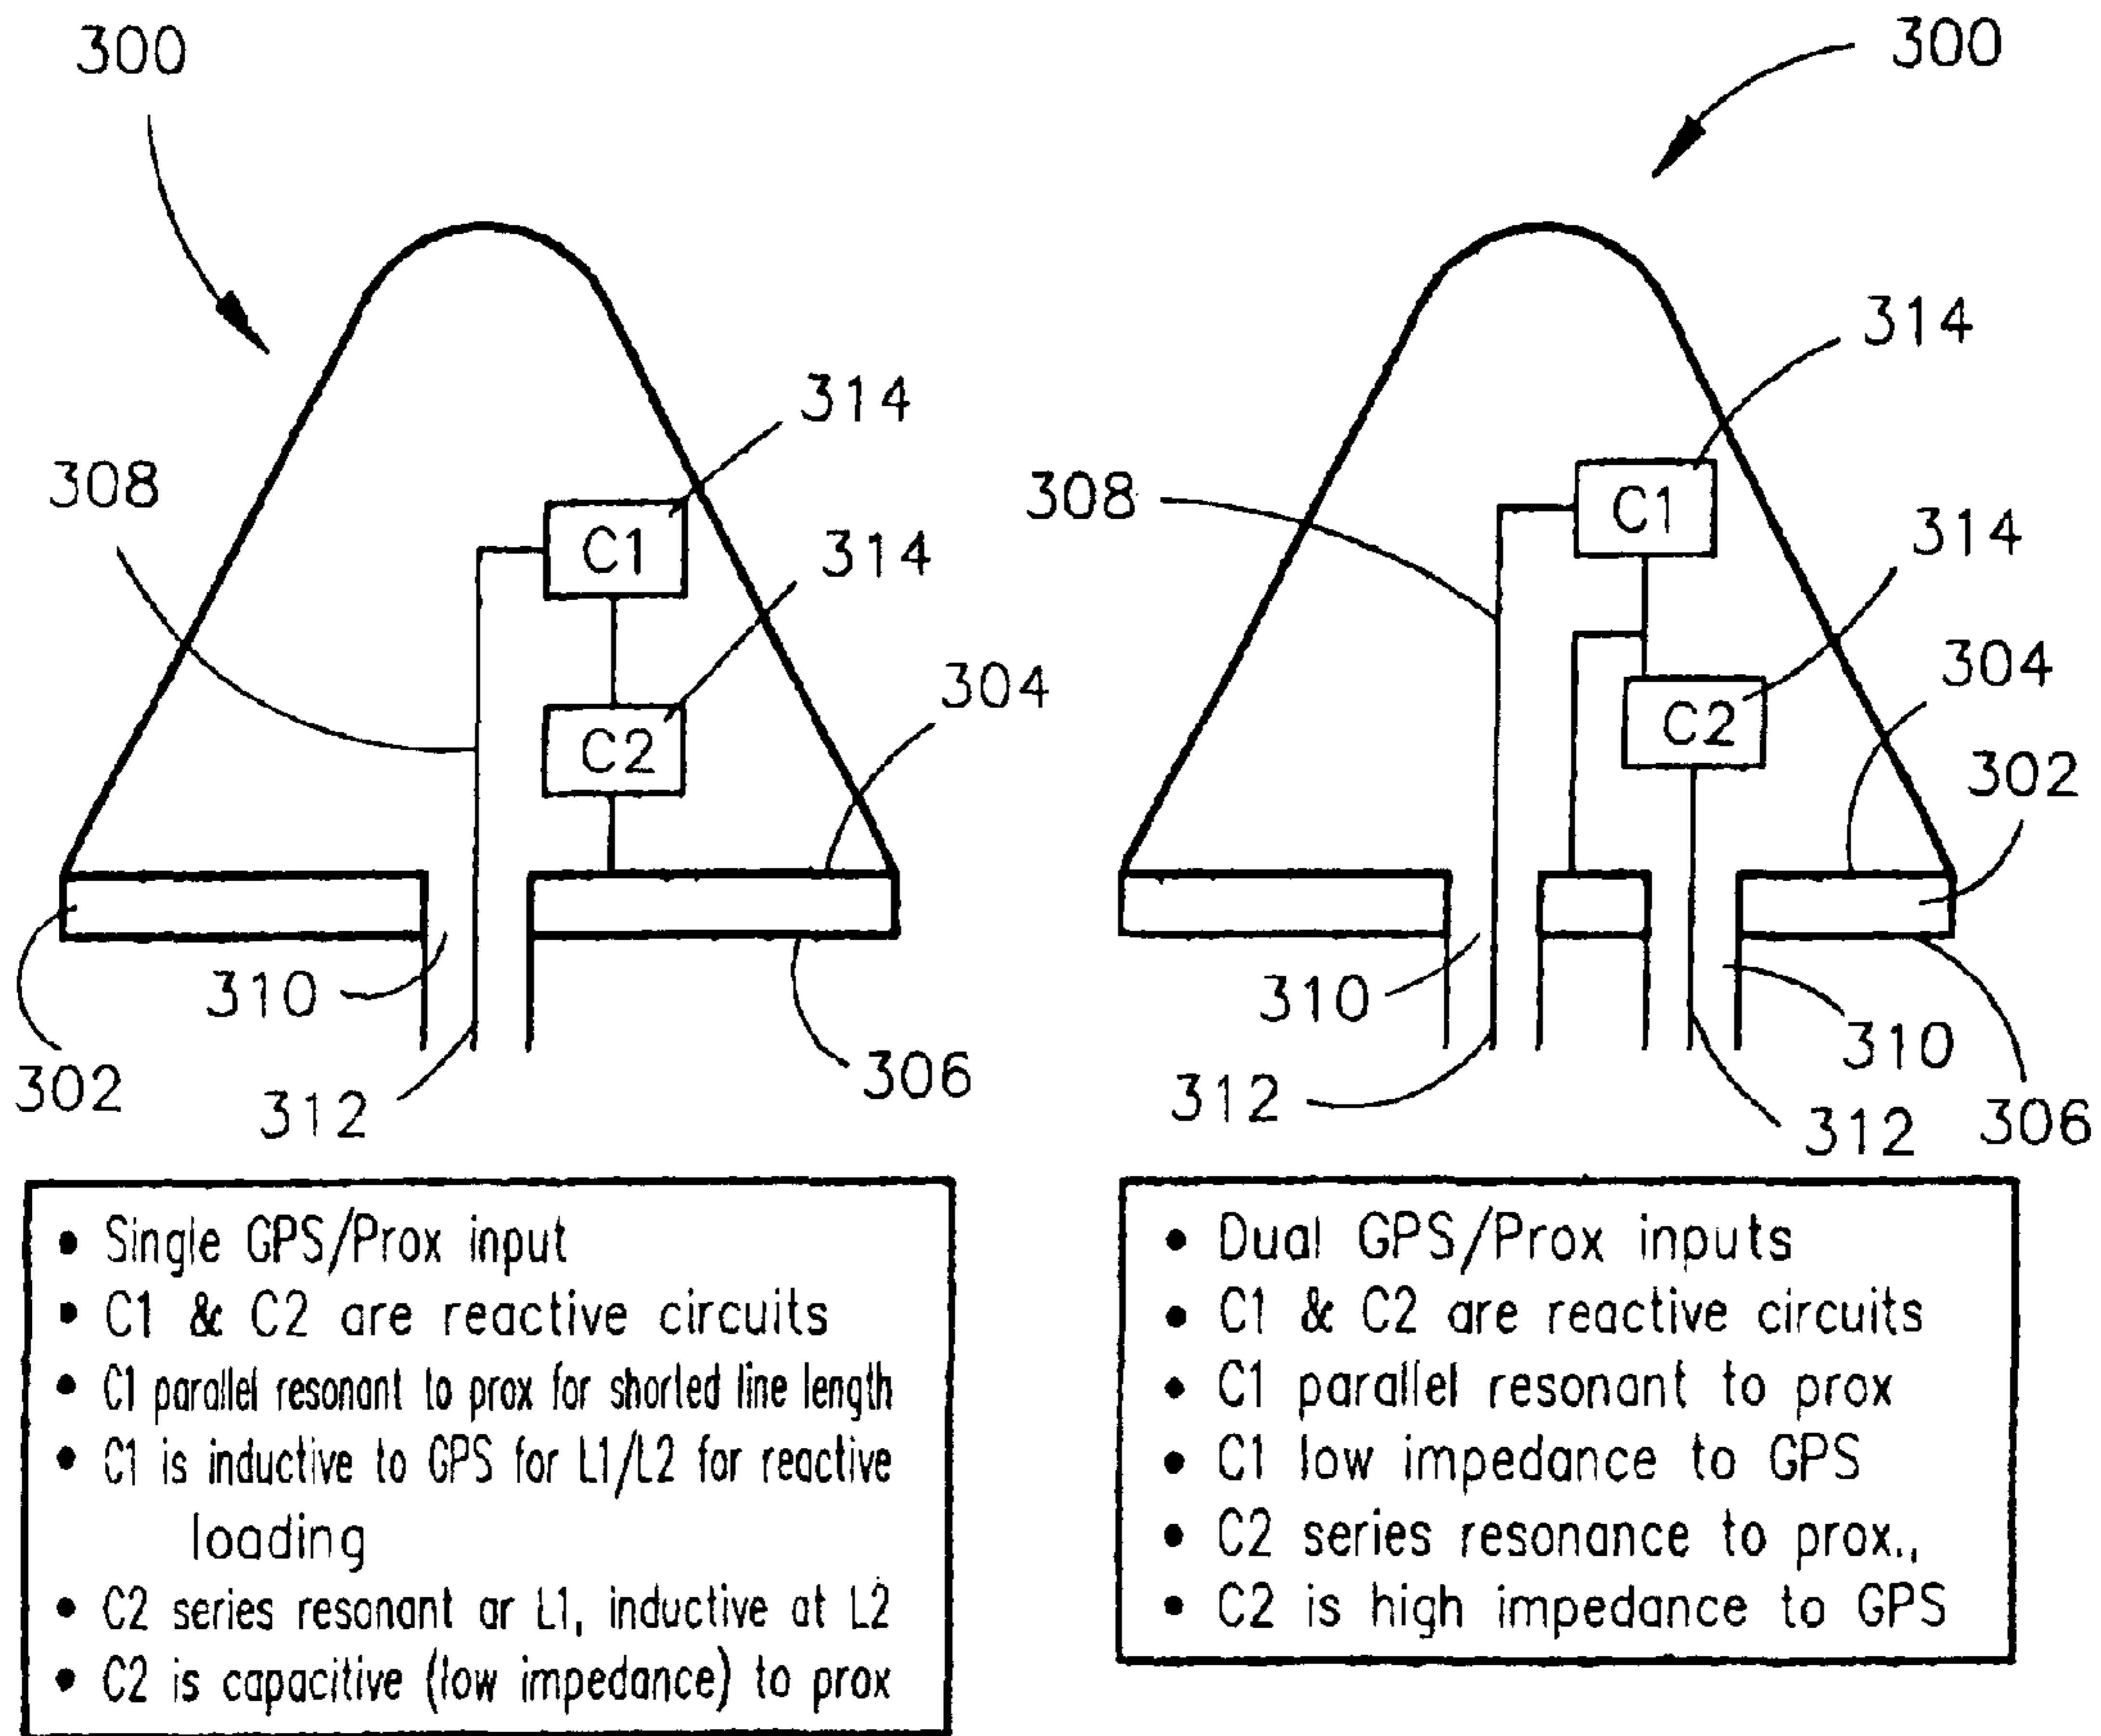 300
300
314
314
308
C1
308
C1
314
314
304
304
C2
C2
302
310
310
310
302
312
306
312
312
306
• Single GPS/Prox input
• C1 & C2 are reactive circuits
• C1 parallel resonant to prox for shorted line length
• C1 is inductive to GPS for L1/L2 for reactive
loading
• C2 series resonant ar L1, inductive at L2
• C2 is capacitive (low impedance) to prox
• Dual GPS/Prox inputs
• C1 & C2 are reactive circuits
• C1 parallel resonant to prox
• C1 low impedance to GPS
• C2 series resonance to prox.,
• C2 is high impedance to GPS